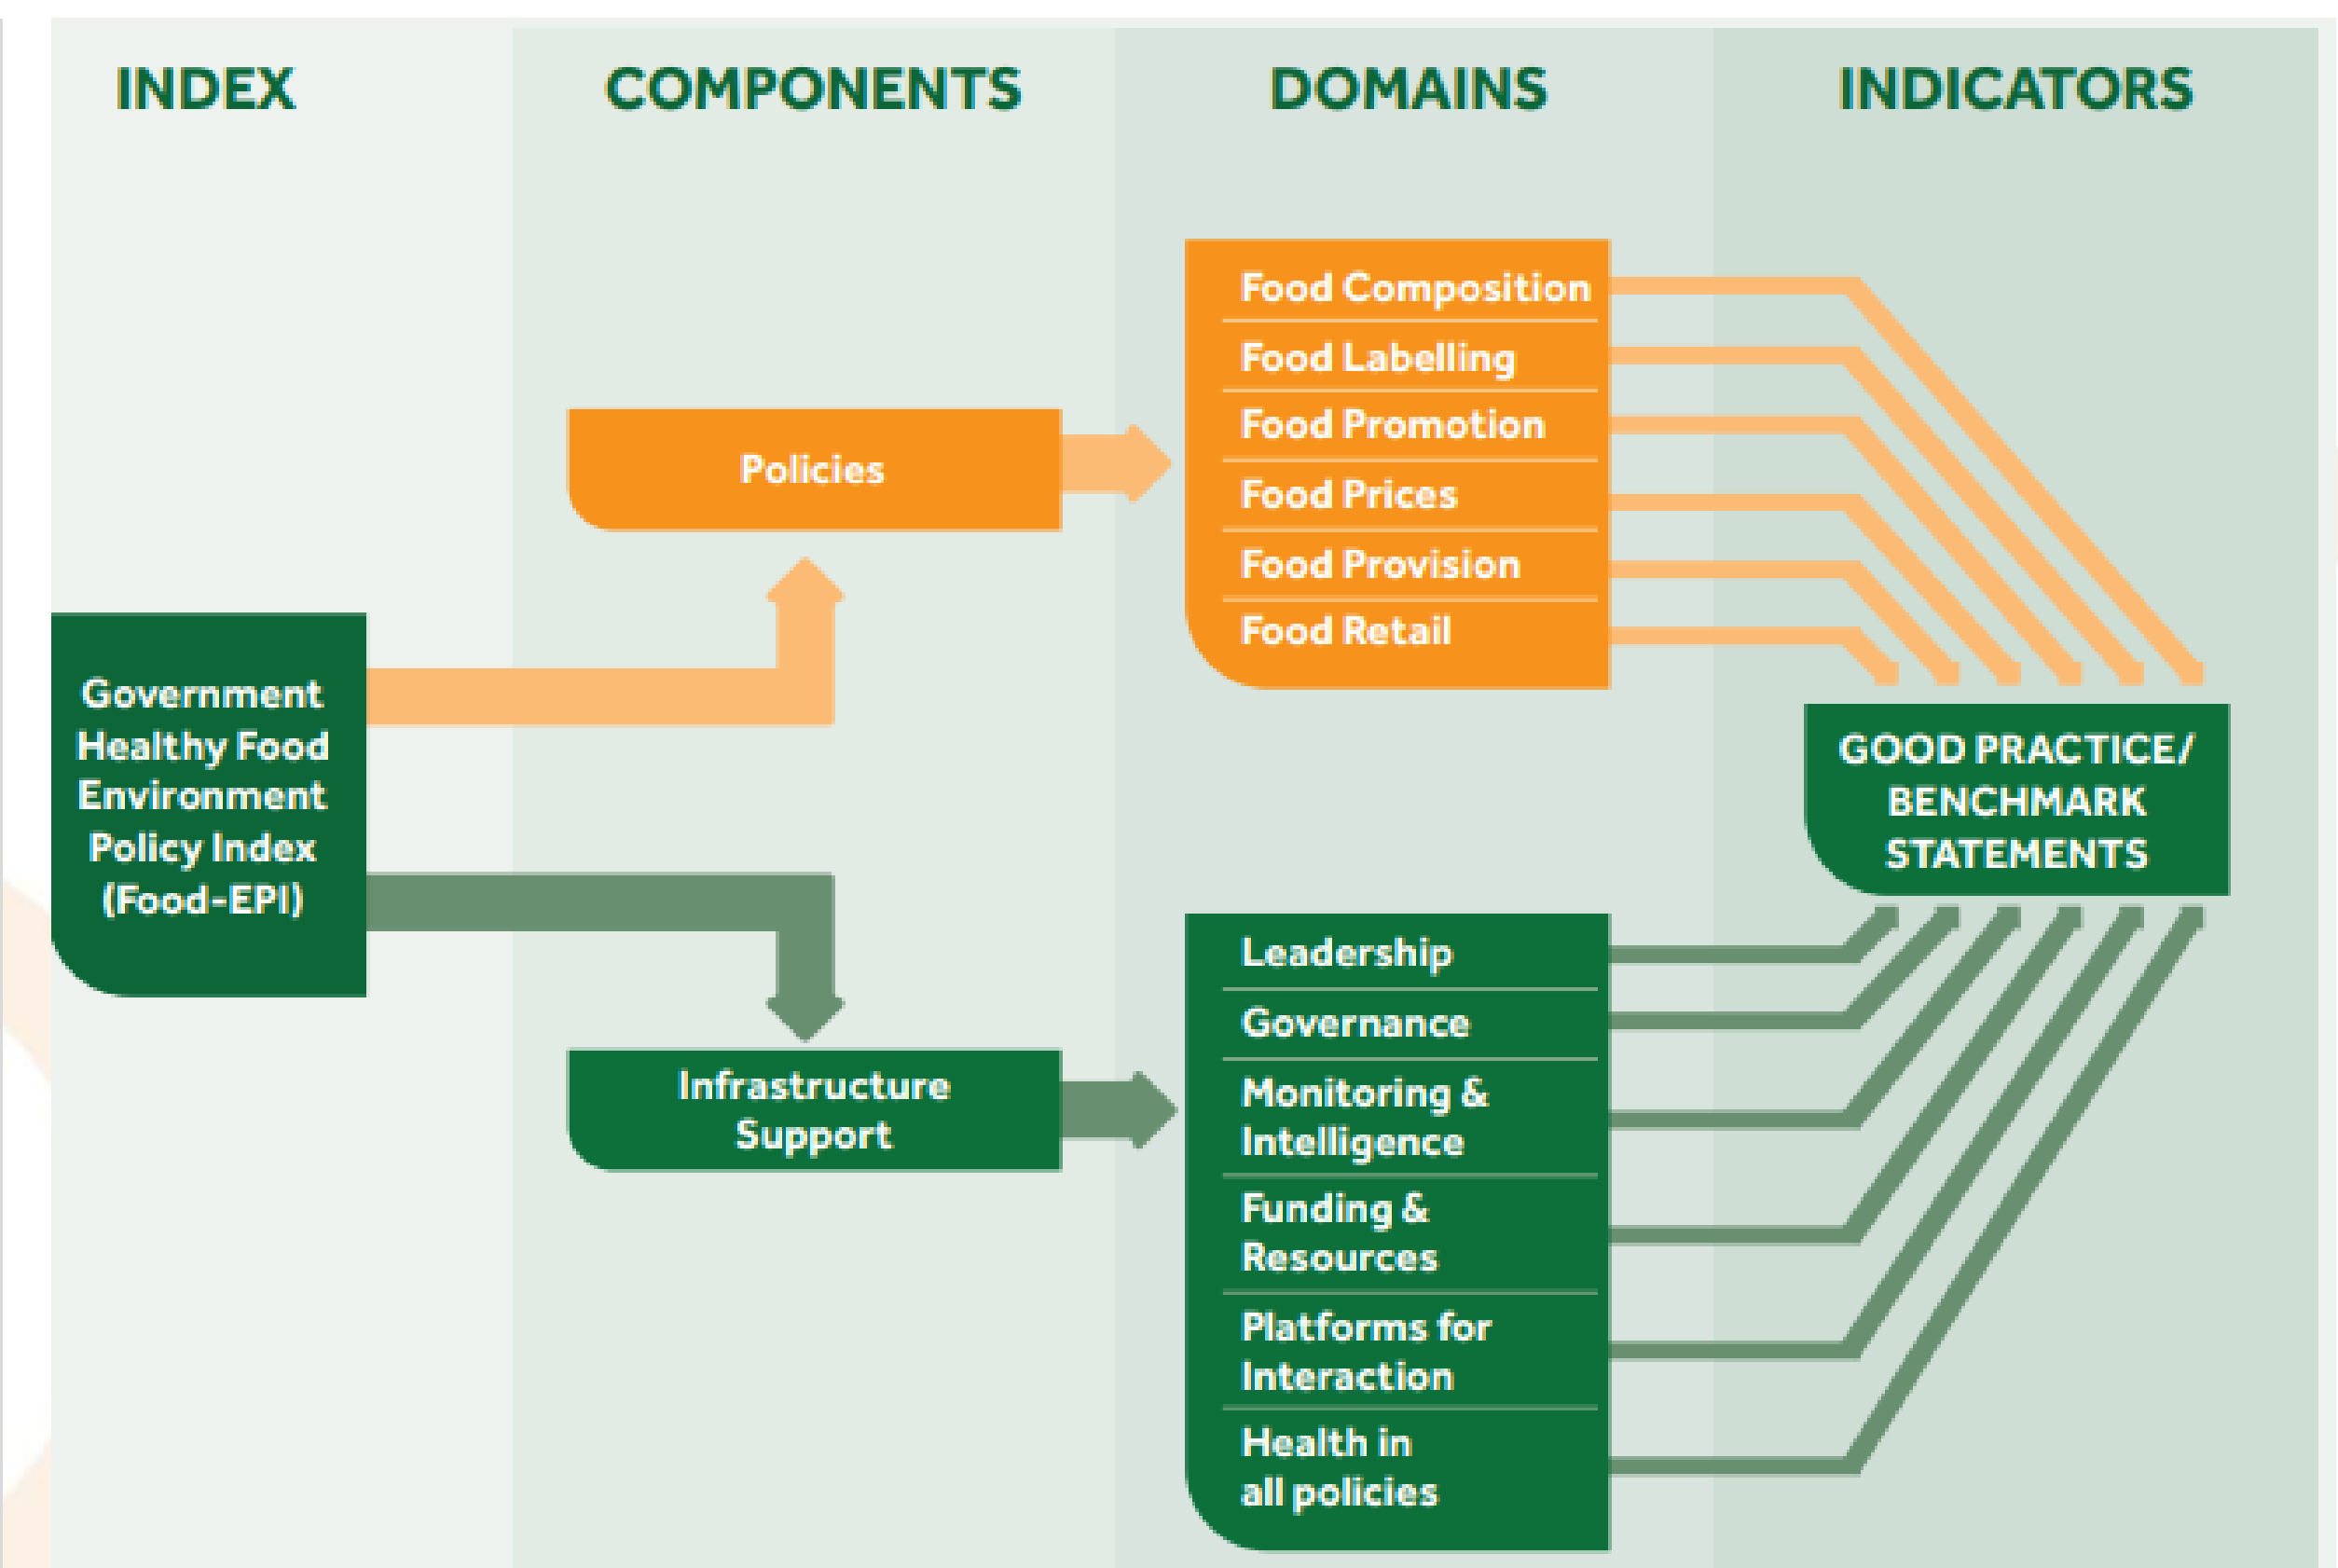 INDEX
COMPONENTS
DOMAINS
INDICATORS
Government
Healthy Food
Environment
Policy Index
(Food-EPI)
Policies
Infrastructure
Support
Food Composition
Food Labelling
Food Promotion
Food Prices
Food Provision
Food Retail
Leadership
Governance
Monitoring &
Intelligence
Funding &
Resources
Platforms for
Interaction
Health in
all policies
GOOD PRACTICE/
BENCHMARK
STATEMENTS